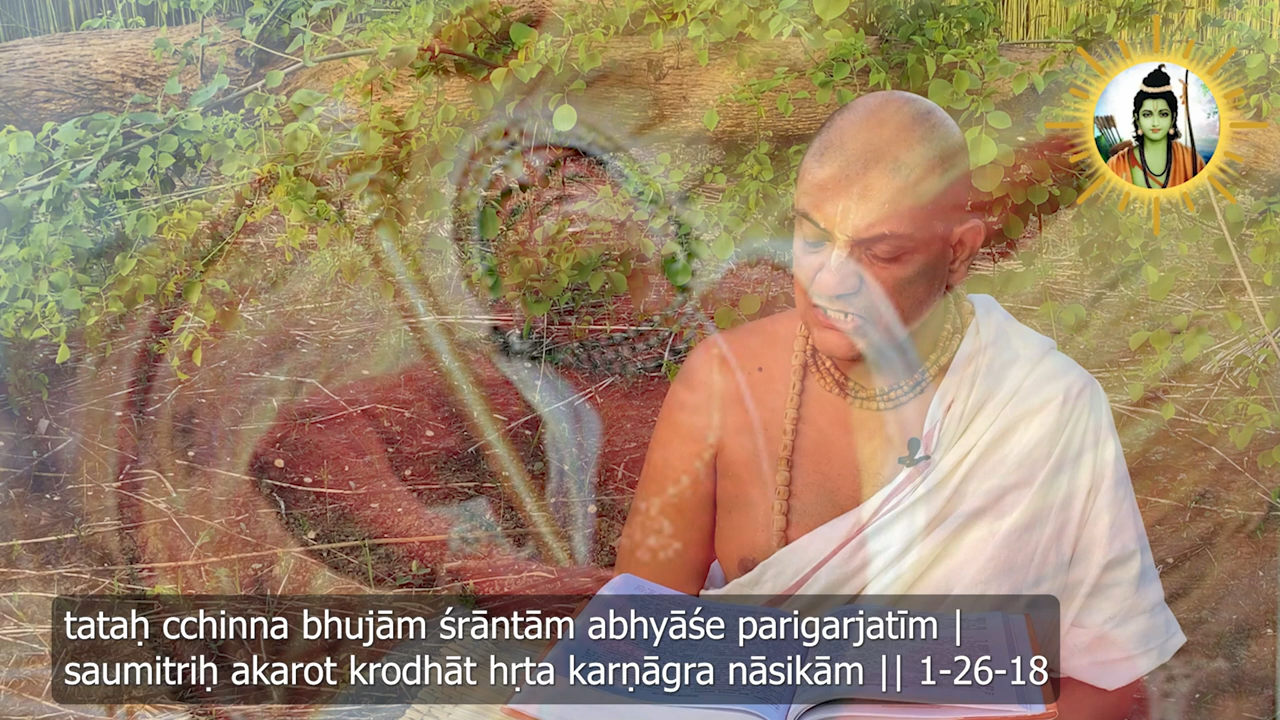 tataḥ cchinna bhujām śrāntām abhyāśe parigarjatīm |
saumitriḥ akarot krodhāt hṛta karṇāgra nāsikām || 1-26-18